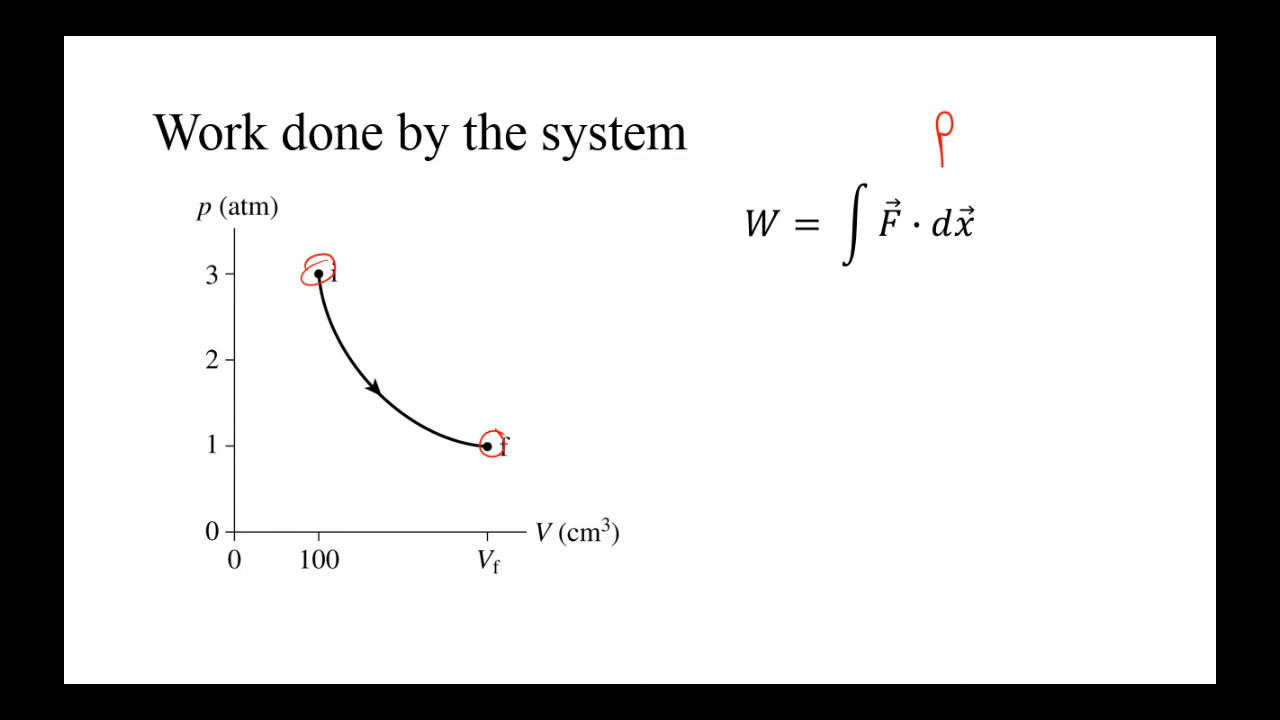 Work done by the system
p
W = ∫ F⃗ · dx⃗
p (atm)
3
i
2
1
f
0
V (cm³)
0
100
V_f